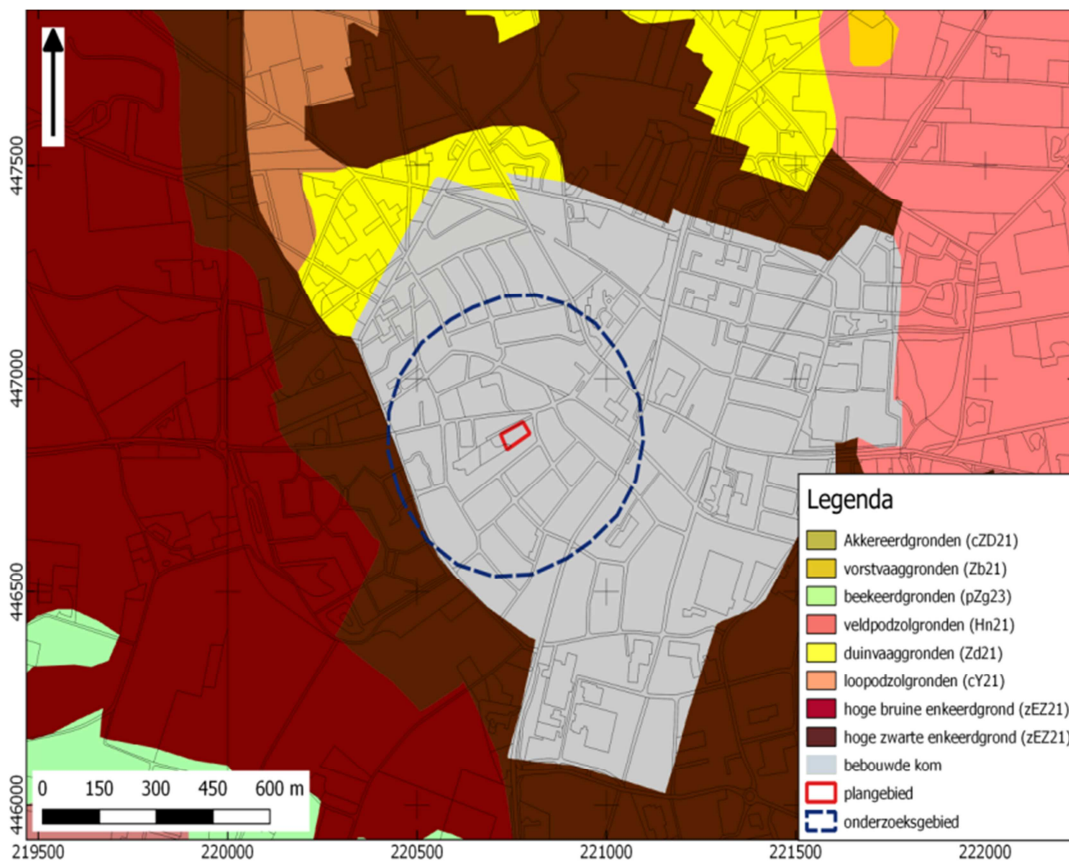 447500
447000
446500
446000
Legenda
Akkereerdgronden (cZD21)
vorstvaaggronden (Zb21)
beekeerdgronden (pZg23)
veldpodzolgronden (Hn21)
duinvaaggronden (Zd21)
loopodzolgronden (cY21)
hoge bruine enkeerdgrond (zEZ21)
hoge zwarte enkeerdgrond (zEZ21)
bebouwde kom
plangebied
onderzoeksgebied
0 150 300 450 600 m
219500 220000 220500 221000 221500 222000